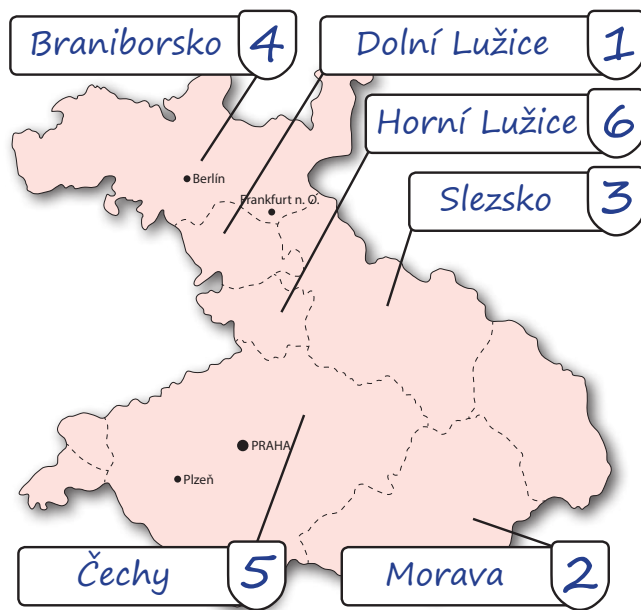 Braniborsko 4
Dolní Lužice 1
Horní Lužice 6
Slezsko 3
Berlín
Frankfurt n. O.
PRAHA
Plzeň
Čechy 5
Morava 2